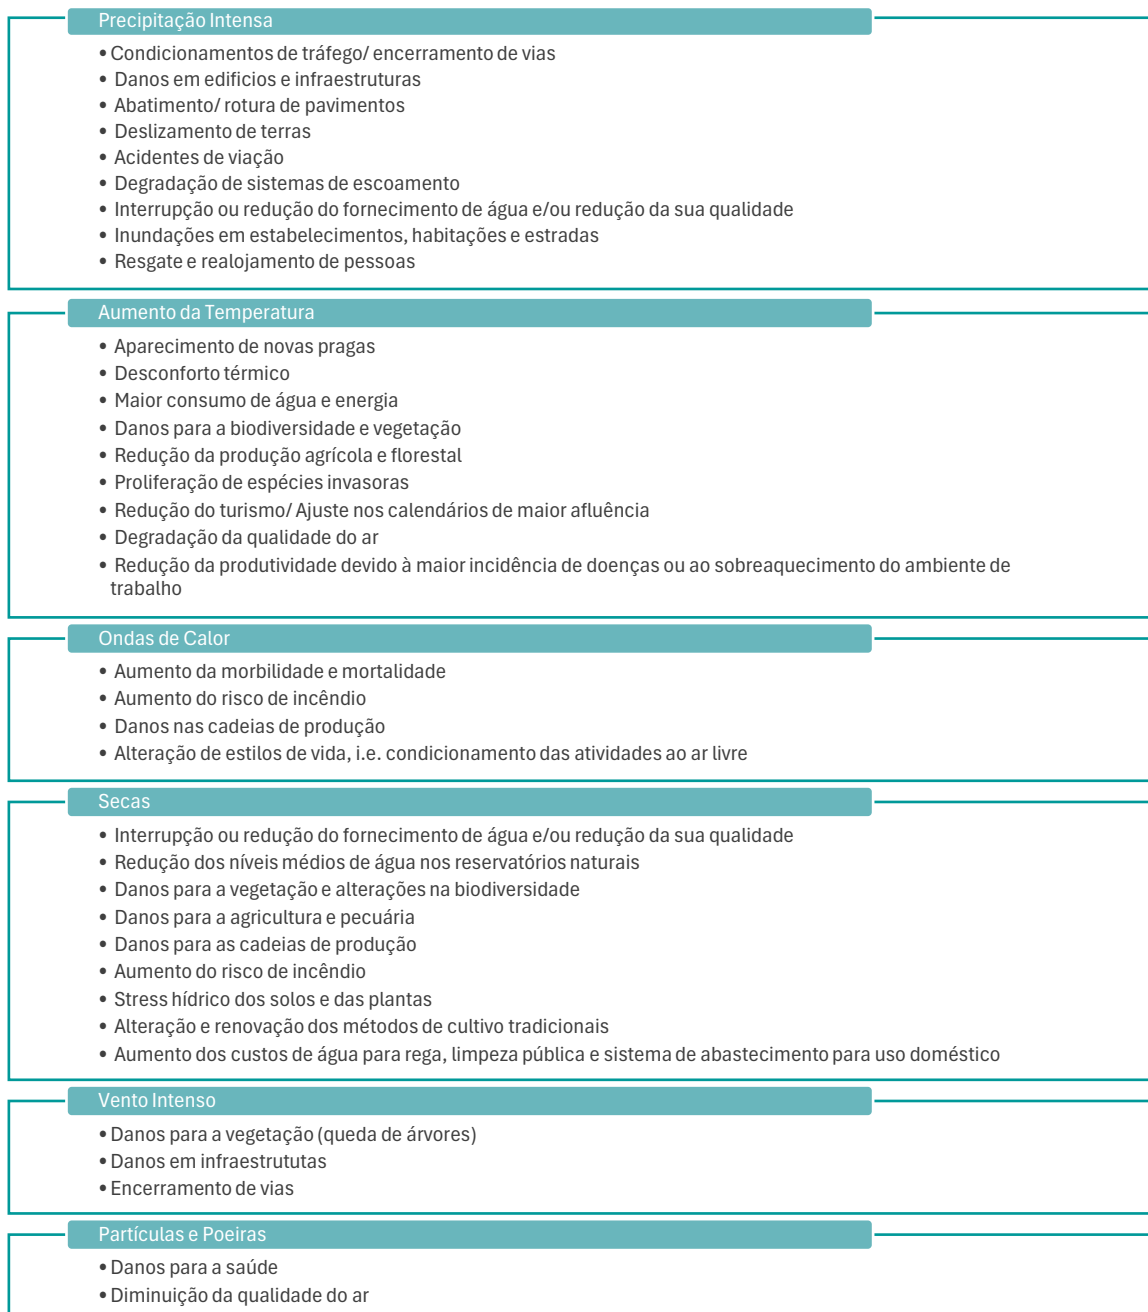 Precipitação Intensa
• Condicionamentos de tráfego/ encerramento de vias
• Danos em edificios e infraestruturas
• Abatimento/ rotura de pavimentos
• Deslizamento de terras
• Acidentes de viação
• Degradação de sistemas de escoamento
• Interrupção ou redução do fornecimento de água e/ou redução da sua qualidade
• Inundações em estabelecimentos, habitações e estradas
• Resgate e realojamento de pessoas
Aumento da Temperatura
• Aparecimento de novas pragas
• Desconforto térmico
• Maior consumo de água e energia
• Danos para a biodiversidade e vegetação
• Redução da produção agrícola e florestal
• Proliferação de espécies invasoras
• Redução do turismo/ Ajuste nos calendários de maior afluência
• Degradação da qualidade do ar
• Redução da produtividade devido à maior incidência de doenças ou ao sobreaquecimento do ambiente de
trabalho
Ondas de Calor
• Aumento da morbilidade e mortalidade
• Aumento do risco de incêndio
• Danos nas cadeias de produção
• Alteração de estilos de vida, i.e. condicionamento das atividades ao ar livre
Secas
• Interrupção ou redução do fornecimento de água e/ou redução da sua qualidade
• Redução dos níveis médios de água nos reservatórios naturais
• Danos para a vegetação e alterações na biodiversidade
• Danos para a agricultura e pecuária
• Danos para as cadeias de produção
• Aumento do risco de incêndio
• Stress hídrico dos solos e das plantas
• Alteração e renovação dos métodos de cultivo tradicionais
• Aumento dos custos de água para rega, limpeza pública e sistema de abastecimento para uso doméstico
Vento Intenso
• Danos para a vegetação (queda de árvores)
• Danos em infraestrututas
• Encerramento de vias
Partículas e Poeiras
• Danos para a saúde
• Diminuição da qualidade do ar